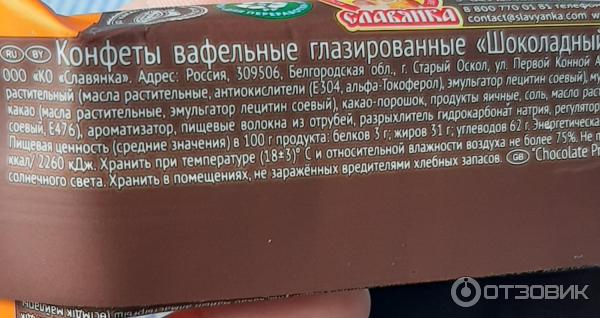 8 800 770 01 85
СЛАВЯНКА
contact@slavyanka
www
RU BY Конфеты вафельные глазированные «Шоколадный
ООО «КО «Славянка». Адрес: Россия, 309506, Белгородская обл., г. Старый Оскол, ул. Первой Конной А
растительный (масла растительные, антиокислители (Е304, альфа-Токоферол), эмульгатор лецитин соевый), му
какао (масла растительные, эмульгатор лецитин соевый), какао-порошок, продукты яичные, соль, масло расти
соевый, Е476), ароматизатор, пищевые волокна из отрубей, разрыхлитель гидрокарбонат натрия, регулятор
Пищевая ценность (средние значения) в 100 г продукта: белков 3 г; жиров 31 г; углеводов 62 г. Энергетическая
ккал/ 2260 кДж. Хранить при температуре (18±3)° С и относительной влажности воздуха не более 75%. Не п
солнечного света. Хранить в помещениях, не заражённых вредителями хлебных запасов. GB "Chocolate Pr
ОТЗОВИК